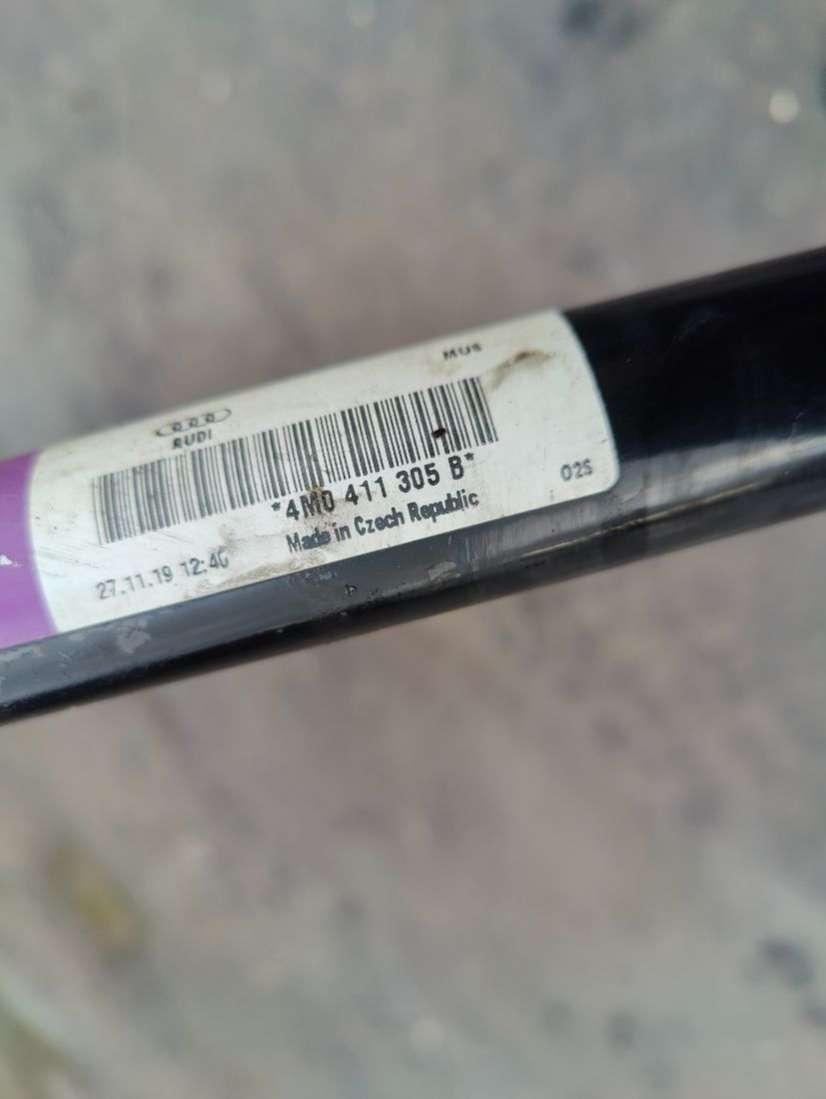 MUS
AUDI
*4M0 411 305 B*
Made in Czech Republic
02S
27.11.19 12:40